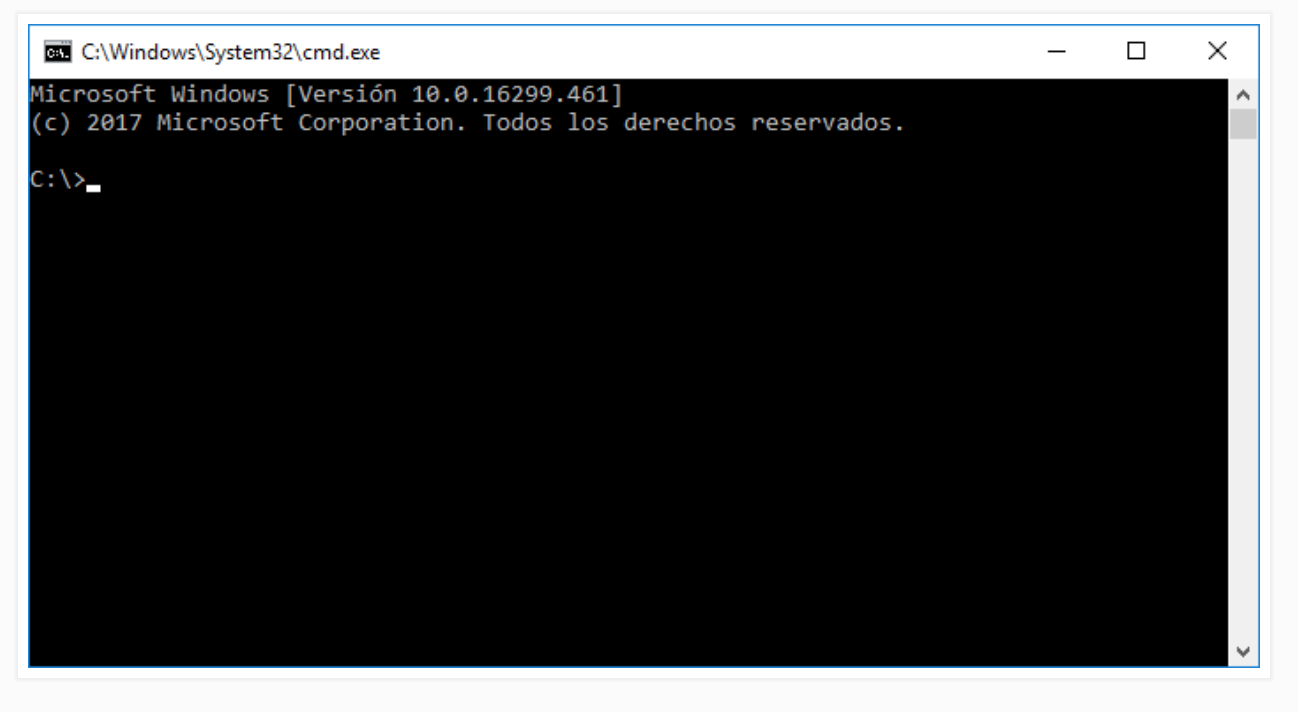 C:\Windows\System32\cmd.exe
Microsoft Windows [Versión 10.0.16299.461]
(c) 2017 Microsoft Corporation. Todos los derechos reservados.
C:\>